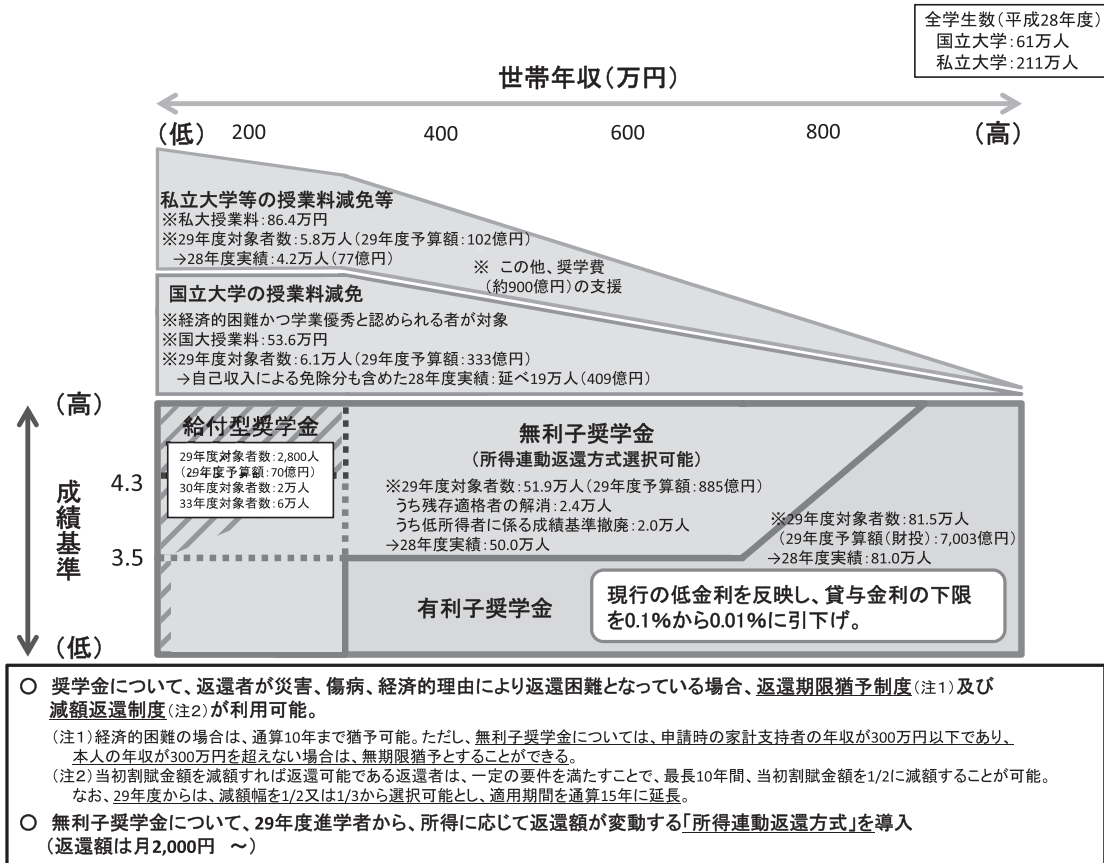 全学生数（平成28年度）
国立大学：61万人
私立大学：211万人
世帯年収（万円）
（低） 200 400 600 800 （高）
私立大学等の授業料減免等
※私大授業料：86.4万円
※29年度対象者数：5.8万人（29年度予算額：102億円）
→28年度実績：4.2万人（77億円）
※ この他、奨学費
（約900億円）の支援
国立大学の授業料減免
※経済的困難かつ学業優秀と認められる者が対象
※国大授業料：53.6万円
※29年度対象者数：6.1万人（29年度予算額：333億円）
→自己収入による免除分も含めた28年度実績：延べ19万人（409億円）
（高）
成績基準
4.3
3.5
（低）
給付型奨学金
29年度対象者数：2,800人
（29年度予算額：70億円）
30年度対象者数：2万人
33年度対象者数：6万人
無利子奨学金
（所得連動返還方式選択可能）
※29年度対象者数：51.9万人（29年度予算額：885億円）
うち残存適格者の解消：2.4万人
うち低所得者に係る成績基準撤廃：2.0万人
→28年度実績：50.0万人
※29年度対象者数：81.5万人
（29年度予算額（財投）：7,003億円）
→28年度実績：81.0万人
有利子奨学金
現行の低金利を反映し、貸与金利の下限
を0.1%から0.01%に引下げ。
○ 奨学金について、返還者が災害、傷病、経済的理由により返還困難となっている場合、返還期限猶予制度（注１）及び
減額返還制度（注２）が利用可能。
（注１）経済的困難の場合は、通算10年まで猶予可能。ただし、無利子奨学金については、申請時の家計支持者の年収が300万円以下であり、
本人の年収が300万円を超えない場合は、無期限猶予とすることができる。
（注２）当初割賦金額を減額すれば返還可能である返還者は、一定の要件を満たすことで、最長10年間、当初割賦金額を1/2に減額することが可能。
なお、29年度からは、減額幅を1/2又は1/3から選択可能とし、適用期間を通算15年に延長。
○ 無利子奨学金について、29年度進学者から、所得に応じて返還額が変動する「所得連動返還方式」を導入
（返還額は月2,000円 ～）